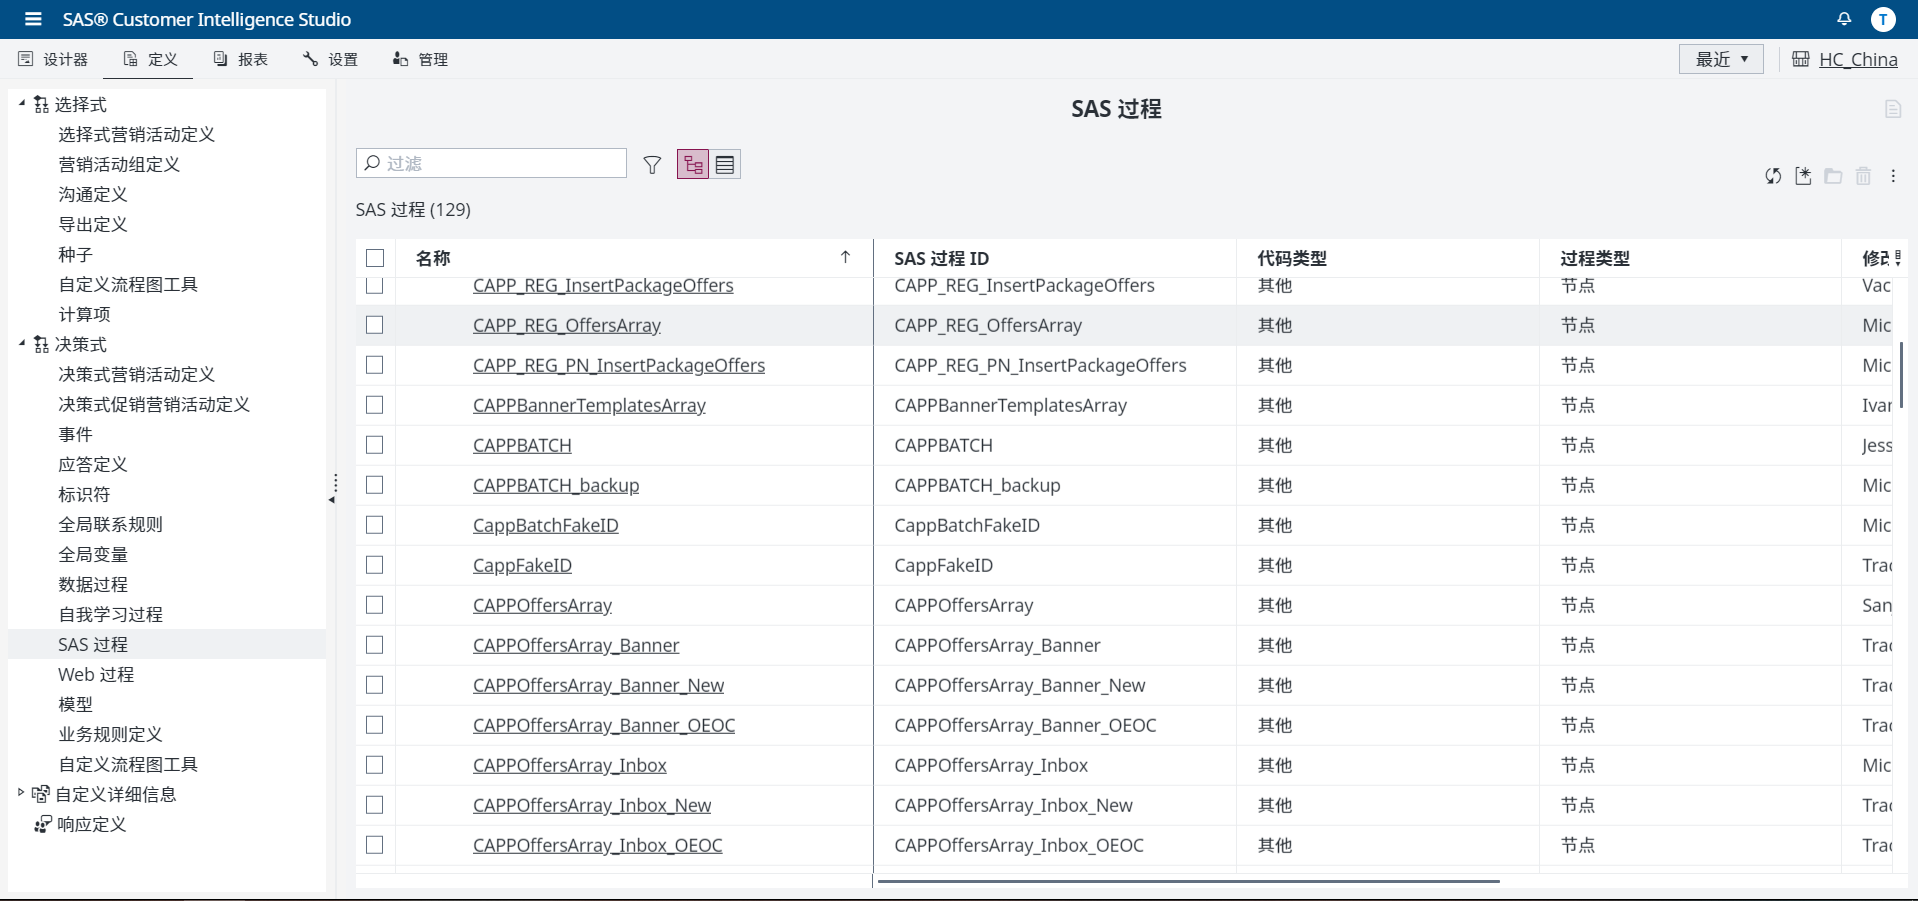 SAS® Customer Intelligence Studio
T
设计器 定义 报表 设置 管理 最近 HC_China
选择式
选择式营销活动定义
营销活动组定义
沟通定义
导出定义
种子
自定义流程图工具
计算项
决策式
决策式营销活动定义
决策式促销营销活动定义
事件
应答定义
标识符
全局联系规则
全局变量
数据过程
自我学习过程
SAS 过程
Web 过程
模型
业务规则定义
自定义流程图工具
自定义详细信息
响应定义
SAS 过程
过滤
SAS 过程 (129)
名称 SAS 过程 ID 代码类型 过程类型 修改
CAPP_REG_InsertPackageOffers CAPP_REG_InsertPackageOffers 其他 节点 Vac
CAPP_REG_OffersArray CAPP_REG_OffersArray 其他 节点 Mic
CAPP_REG_PN_InsertPackageOffers CAPP_REG_PN_InsertPackageOffers 其他 节点 Mic
CAPPBannerTemplatesArray CAPPBannerTemplatesArray 其他 节点 Ivan
CAPPBATCH CAPPBATCH 其他 节点 Jess
CAPPBATCH_backup CAPPBATCH_backup 其他 节点 Mic
CappBatchFakeID CappBatchFakeID 其他 节点 Mic
CappFakeID CappFakeID 其他 节点 Trac
CAPPOffersArray CAPPOffersArray 其他 节点 San
CAPPOffersArray_Banner CAPPOffersArray_Banner 其他 节点 Trac
CAPPOffersArray_Banner_New CAPPOffersArray_Banner_New 其他 节点 Trac
CAPPOffersArray_Banner_OEOC CAPPOffersArray_Banner_OEOC 其他 节点 Trac
CAPPOffersArray_Inbox CAPPOffersArray_Inbox 其他 节点 Mic
CAPPOffersArray_Inbox_New CAPPOffersArray_Inbox_New 其他 节点 Trac
CAPPOffersArray_Inbox_OEOC CAPPOffersArray_Inbox_OEOC 其他 节点 Trac